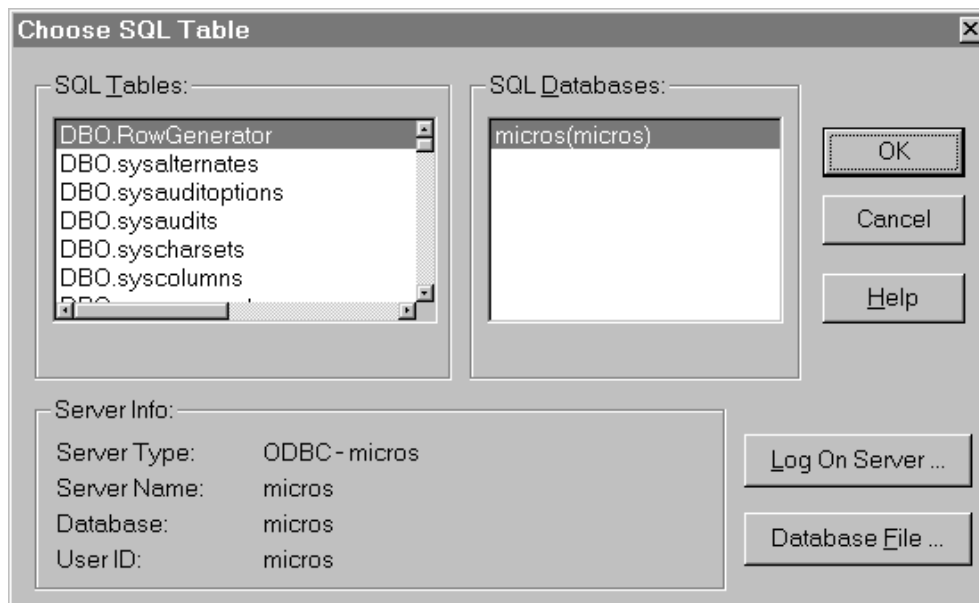 Choose SQL Table
SQL Tables:
DBO.RowGenerator
DBO.sysalternates
DBO.sysauditoptions
DBO.sysaudits
DBO.syscharsets
DBO.syscolumns
SQL Databases:
micros(micros)
OK
Cancel
Help
Server Info:
Server Type: ODBC - micros
Server Name: micros
Database: micros
User ID: micros
Log On Server ...
Database File ...